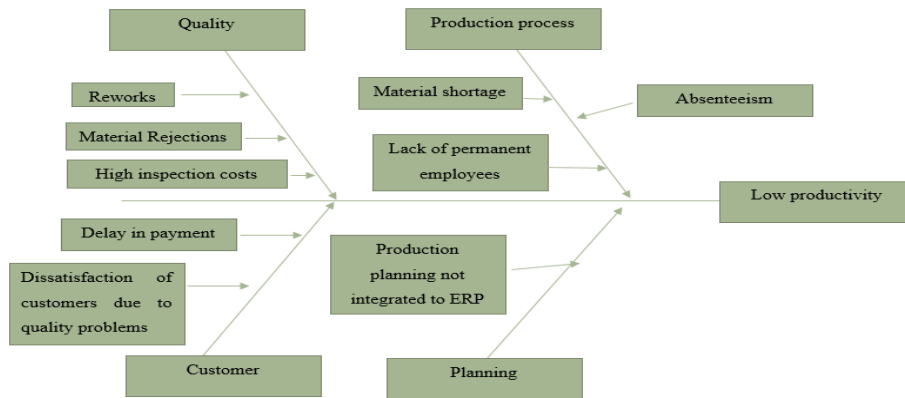 Quality
Production process
Reworks
Material shortage
Absenteeism
Material Rejections
Lack of permanent
employees
High inspection costs
Low productivity
Delay in payment
Production
planning not
integrated to ERP
Dissatisfaction of
customers due to
quality problems
Customer
Planning